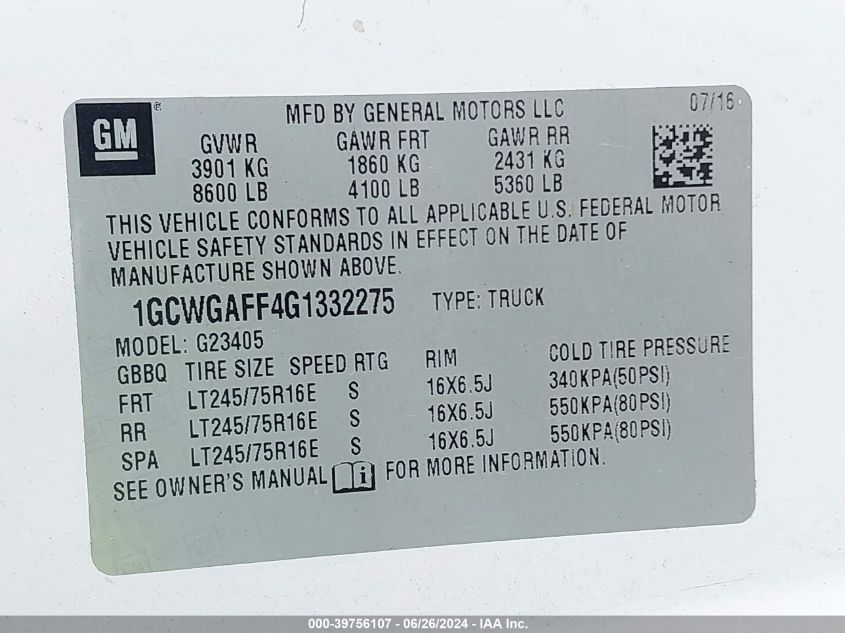 GM ® MFD BY GENERAL MOTORS LLC 07/16
GVWR GAWR FRT GAWR RR
3901 KG 1860 KG 2431 KG
8600 LB 4100 LB 5360 LB
THIS VEHICLE CONFORMS TO ALL APPLICABLE U.S. FEDERAL MOTOR
VEHICLE SAFETY STANDARDS IN EFFECT ON THE DATE OF
MANUFACTURE SHOWN ABOVE.
1GCWGAFF4G1332275 TYPE: TRUCK
MODEL: G23405
GBBQ TIRE SIZE SPEED RTG RIM COLD TIRE PRESSURE
FRT LT245/75R16E S 16X6.5J 340KPA(50PSI)
RR LT245/75R16E S 16X6.5J 550KPA(80PSI)
SPA LT245/75R16E S 16X6.5J 550KPA(80PSI)
SEE OWNER'S MANUAL i FOR MORE INFORMATION.
000-39756107 - 06/26/2024 - IAA Inc.